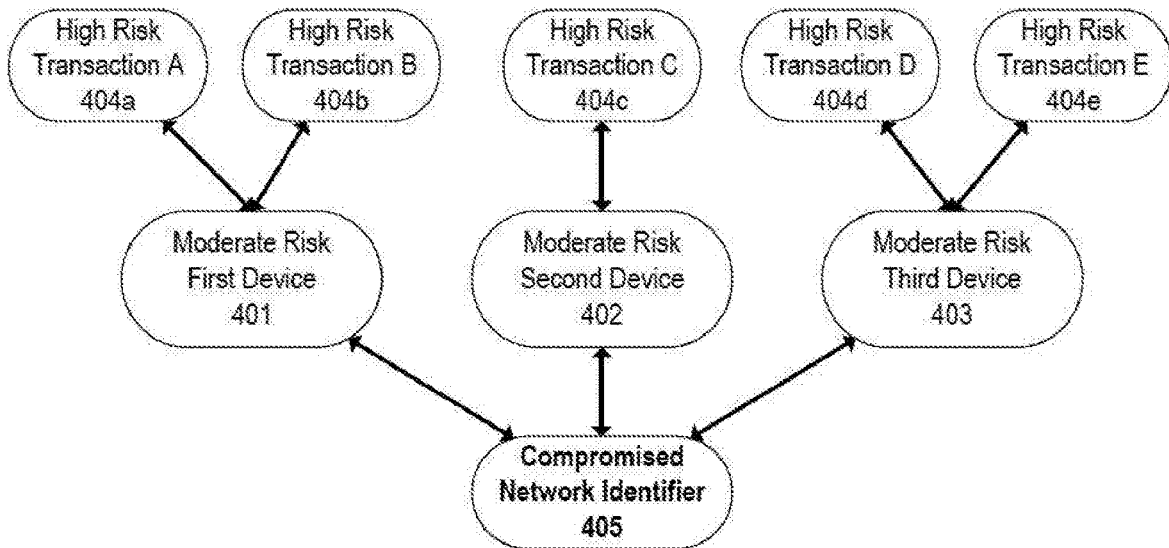 High Risk
Transaction A
404a
High Risk
Transaction B
404b
High Risk
Transaction C
404c
High Risk
Transaction D
404d
High Risk
Transaction E
404e
Moderate Risk
First Device
401
Moderate Risk
Second Device
402
Moderate Risk
Third Device
403
Compromised
Network Identifier
405